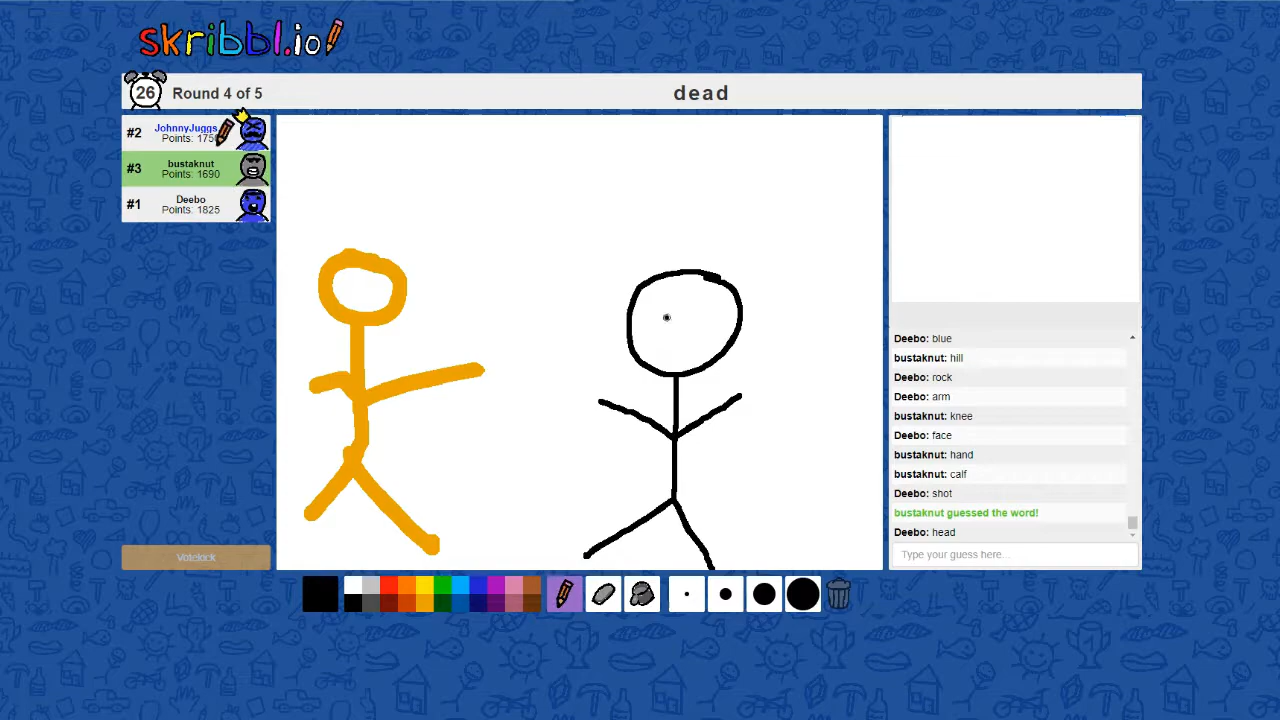 skribbl.io
26
Round 4 of 5
dead
#2
JohnnyJuggs
Points: 175
#3
bustaknut
Points: 1690
#1
Deebo
Points: 1825
Votekick
Deebo: blue
bustaknut: hill
Deebo: rock
Deebo: arm
bustaknut: knee
Deebo: face
bustaknut: hand
bustaknut: calf
Deebo: shot
bustaknut guessed the word!
Deebo: head
Type your guess here...